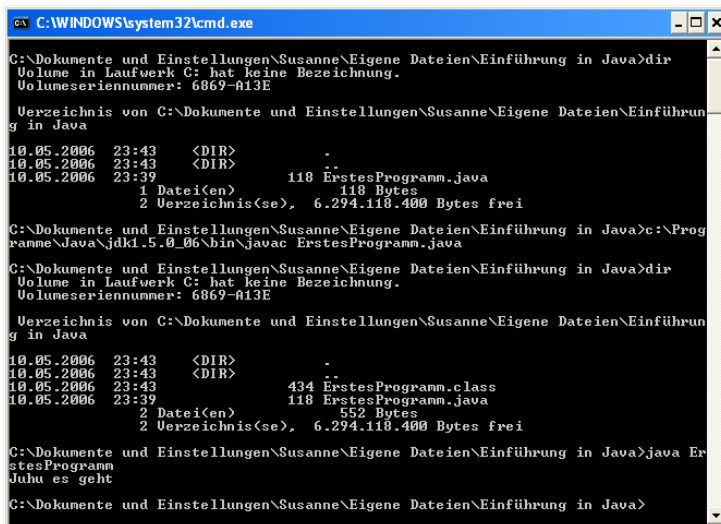 C:\WINDOWS\system32\cmd.exe
C:\Dokumente und Einstellungen\Susanne\Eigene Dateien\Einführung in Java>dir
Volume in Laufwerk C: hat keine Bezeichnung.
Volumeseriennummer: 6869-A13E
Verzeichnis von C:\Dokumente und Einstellungen\Susanne\Eigene Dateien\Einführun
g in Java
10.05.2006  23:43    <DIR>          .
10.05.2006  23:43    <DIR>          ..
10.05.2006  23:39               118 ErstesProgramm.java
1 Datei(en)            118 Bytes
2 Verzeichnis(se),  6.294.118.400 Bytes frei
C:\Dokumente und Einstellungen\Susanne\Eigene Dateien\Einführung in Java>c:\Prog
ramme\Java\jdk1.5.0_06\bin\javac ErstesProgramm.java
C:\Dokumente und Einstellungen\Susanne\Eigene Dateien\Einführung in Java>dir
Volume in Laufwerk C: hat keine Bezeichnung.
Volumeseriennummer: 6869-A13E
Verzeichnis von C:\Dokumente und Einstellungen\Susanne\Eigene Dateien\Einführun
g in Java
10.05.2006  23:43    <DIR>          .
10.05.2006  23:43    <DIR>          ..
10.05.2006  23:43               434 ErstesProgramm.class
10.05.2006  23:39               118 ErstesProgramm.java
2 Datei(en)            552 Bytes
2 Verzeichnis(se),  6.294.118.400 Bytes frei
C:\Dokumente und Einstellungen\Susanne\Eigene Dateien\Einführung in Java>java Er
stesProgramm
Juhu es geht
C:\Dokumente und Einstellungen\Susanne\Eigene Dateien\Einführung in Java>